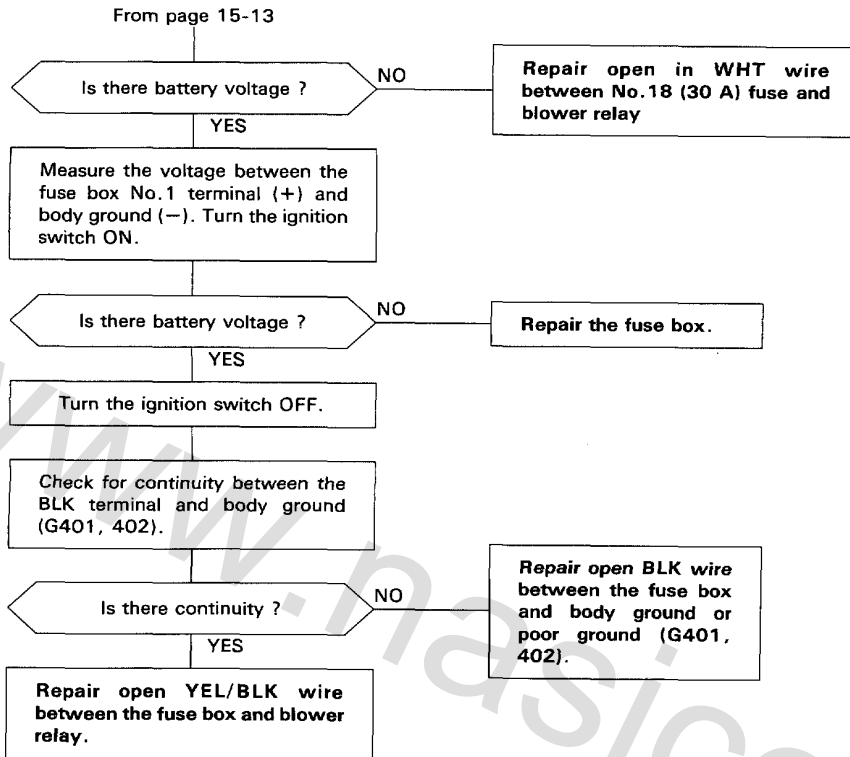 From page 15-13
Is there battery voltage ?
NO
Repair open in WHT wire
between No.18 (30 A) fuse and
blower relay
YES
Measure the voltage between the
fuse box No.1 terminal (+) and
body ground (−). Turn the ignition
switch ON.
Is there battery voltage ?
NO
Repair the fuse box.
YES
Turn the ignition switch OFF.
Check for continuity between the
BLK terminal and body ground
(G401, 402).
Is there continuity ?
NO
Repair open BLK wire
between the fuse box
and body ground or
poor ground (G401,
402).
YES
Repair open YEL/BLK wire
between the fuse box and blower
relay.
www.nasic